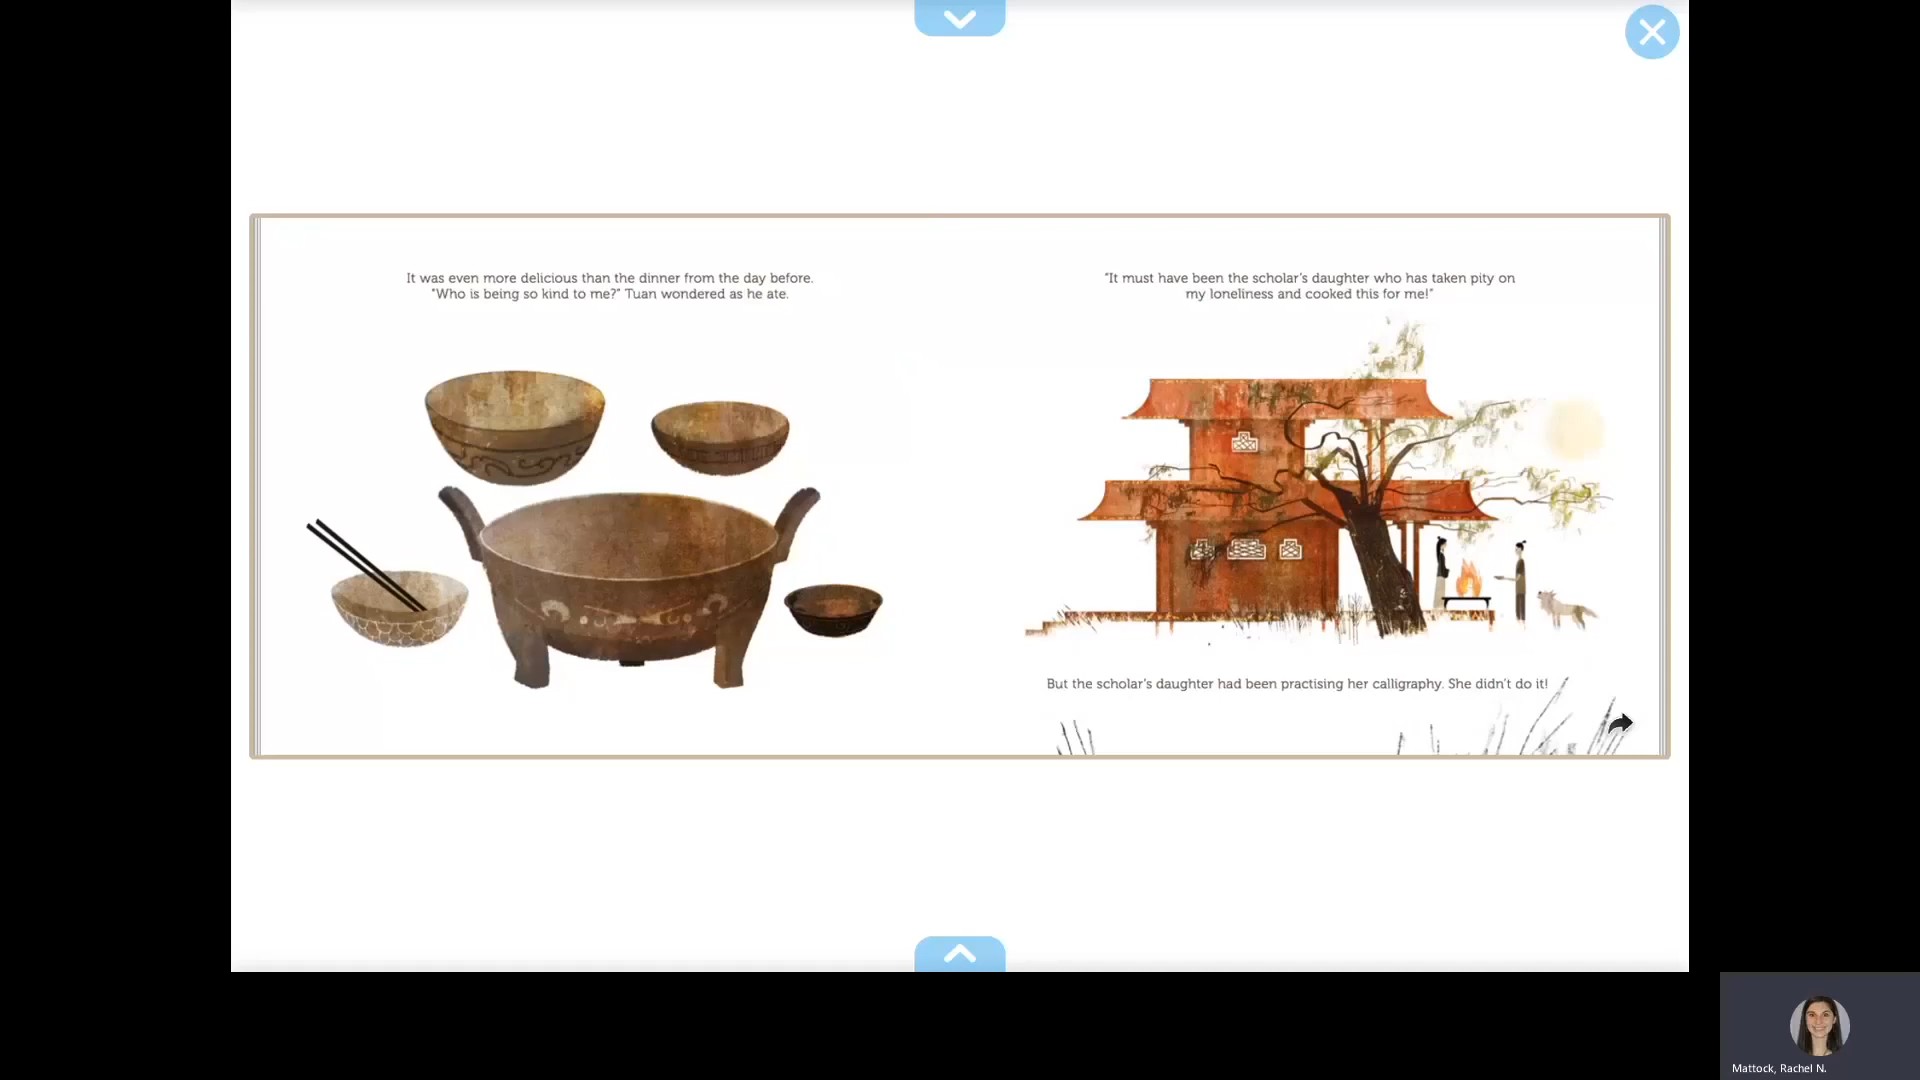 It was even more delicious than the dinner from the day before.
"Who is being so kind to me?" Tuan wondered as he ate.
"It must have been the scholar's daughter who has taken pity on
my loneliness and cooked this for me!"
But the scholar's daughter had been practising her calligraphy. She didn't do it!
Mattock, Rachel N.